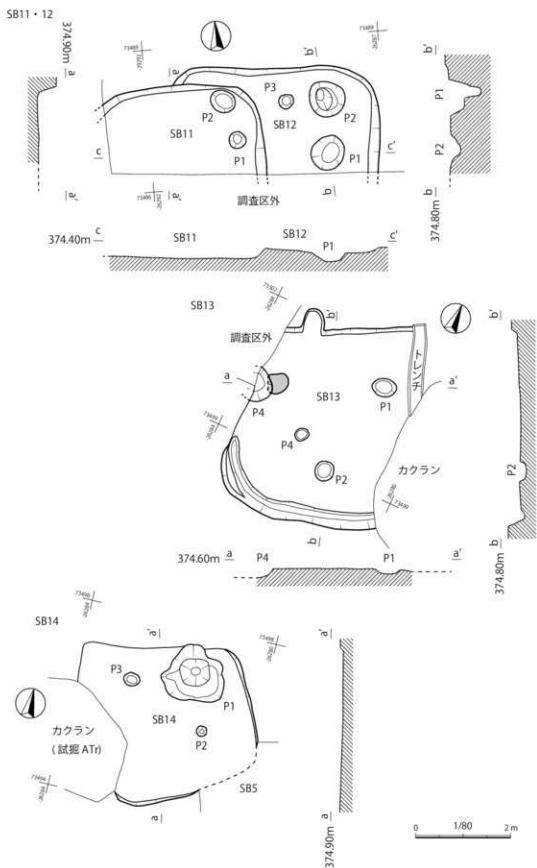 SB11・12
374.90m
a
a
b'
b'
P3
P2
SB12
P2
SB11
P1
P1
P1
P2
c
c'
a'
a'
b
b
調査区外
374.80m
374.40m
c
SB11
SB12
P1
c'
SB13
調査区外
b'
b'
トレンチ
a
SB13
P1
a'
P4
P4
P2
カクラン
P2
b
b
374.60m
a
P4
P1
a'
374.80m
SB14
a'
a'
P3
P1
SB14
カクラン
(試掘 ATr)
P2
SB5
a
a
374.90m
0
1/80
2 m